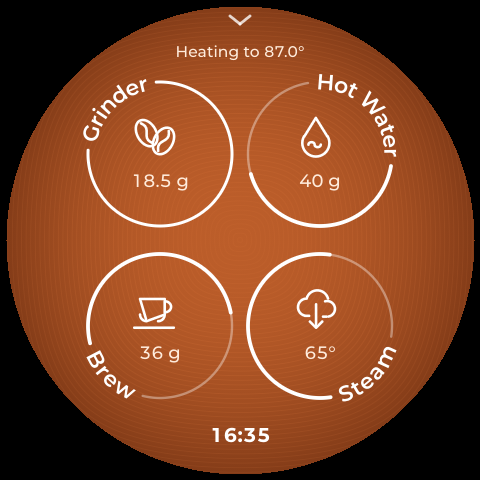 Heating to 87.0°
Grinder
18.5 g
Hot Water
40 g
36 g
Brew
65°
Steam
16:35